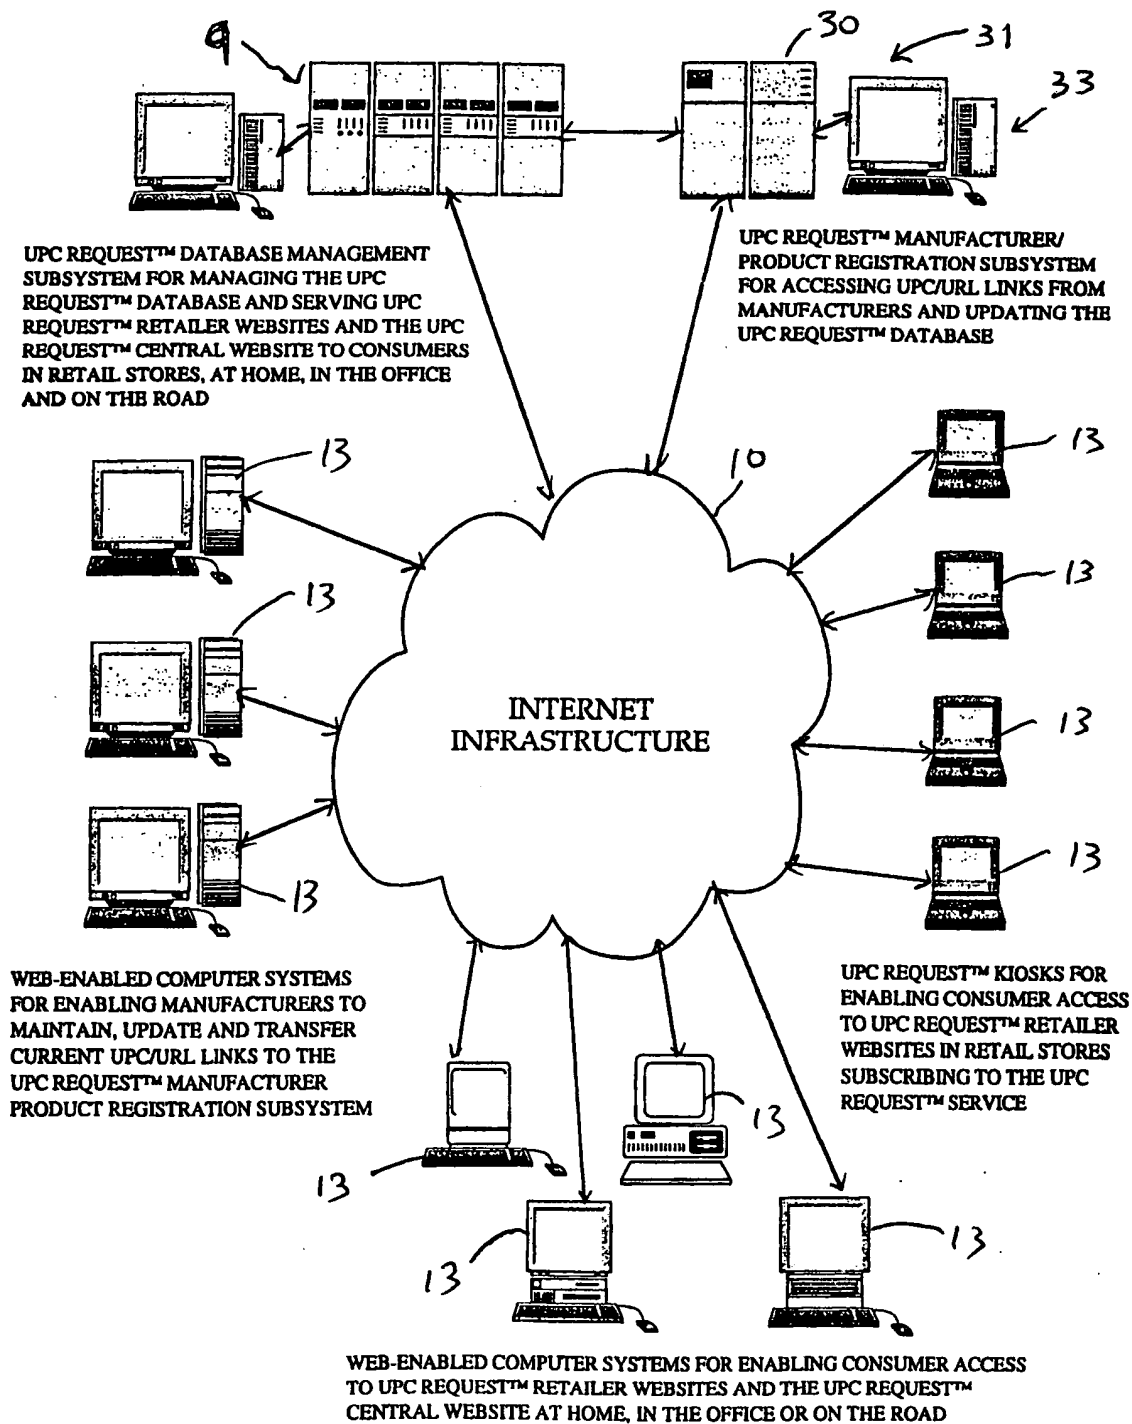 9
30
31
33
UPC REQUEST™ DATABASE MANAGEMENT
SUBSYSTEM FOR MANAGING THE UPC
REQUEST™ DATABASE AND SERVING UPC
REQUEST™ RETAILER WEBSITES AND THE UPC
REQUEST™ CENTRAL WEBSITE TO CONSUMERS
IN RETAIL STORES, AT HOME, IN THE OFFICE
AND ON THE ROAD
UPC REQUEST™ MANUFACTURER/
PRODUCT REGISTRATION SUBSYSTEM
FOR ACCESSING UPC/URL LINKS FROM
MANUFACTURERS AND UPDATING THE
UPC REQUEST™ DATABASE
13
13
13
10
13
13
13
13
INTERNET
INFRASTRUCTURE
WEB-ENABLED COMPUTER SYSTEMS
FOR ENABLING MANUFACTURERS TO
MAINTAIN, UPDATE AND TRANSFER
CURRENT UPC/URL LINKS TO THE
UPC REQUEST™ MANUFACTURER
PRODUCT REGISTRATION SUBSYSTEM
UPC REQUEST™ KIOSKS FOR
ENABLING CONSUMER ACCESS
TO UPC REQUEST™ RETAILER
WEBSITES IN RETAIL STORES
SUBSCRIBING TO THE UPC
REQUEST™ SERVICE
13
13
13
13
WEB-ENABLED COMPUTER SYSTEMS FOR ENABLING CONSUMER ACCESS
TO UPC REQUEST™ RETAILER WEBSITES AND THE UPC REQUEST™
CENTRAL WEBSITE AT HOME, IN THE OFFICE OR ON THE ROAD